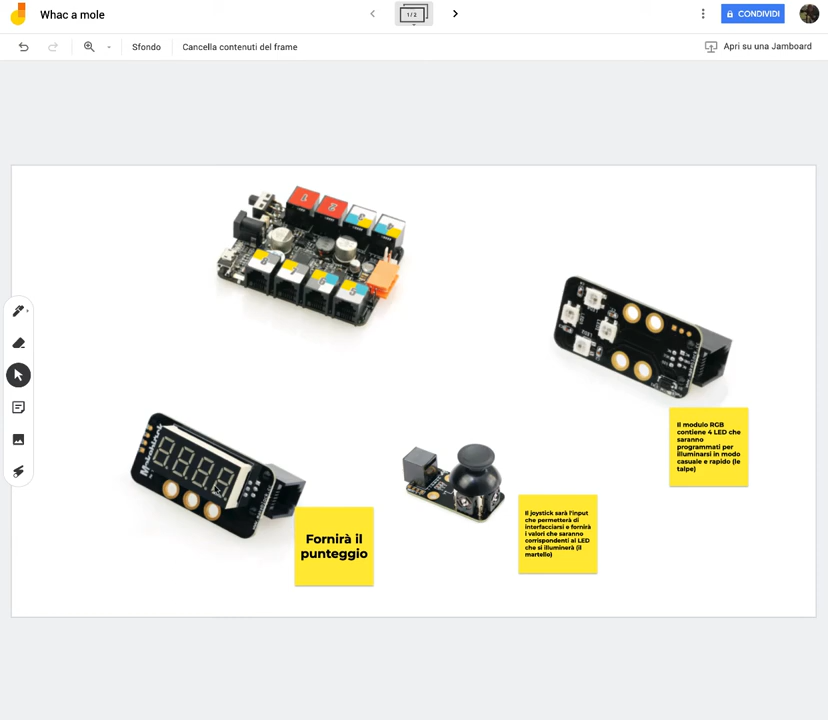 Whac a mole
1 / 2
CONDIVIDI
Sfondo
Cancella contenuti del frame
Apri su una Jamboard
Il modulo RGB
contiene 4 LED che
saranno
programmati per
illuminarsi in modo
casuale e rapido (le
talpe)
Fornirà il
punteggio
Il joystick sarà l'input
che permetterà di
interfacciarsi e fornirà
i valori che saranno
corrispondenti al LED
che si illuminerà (il
martello)